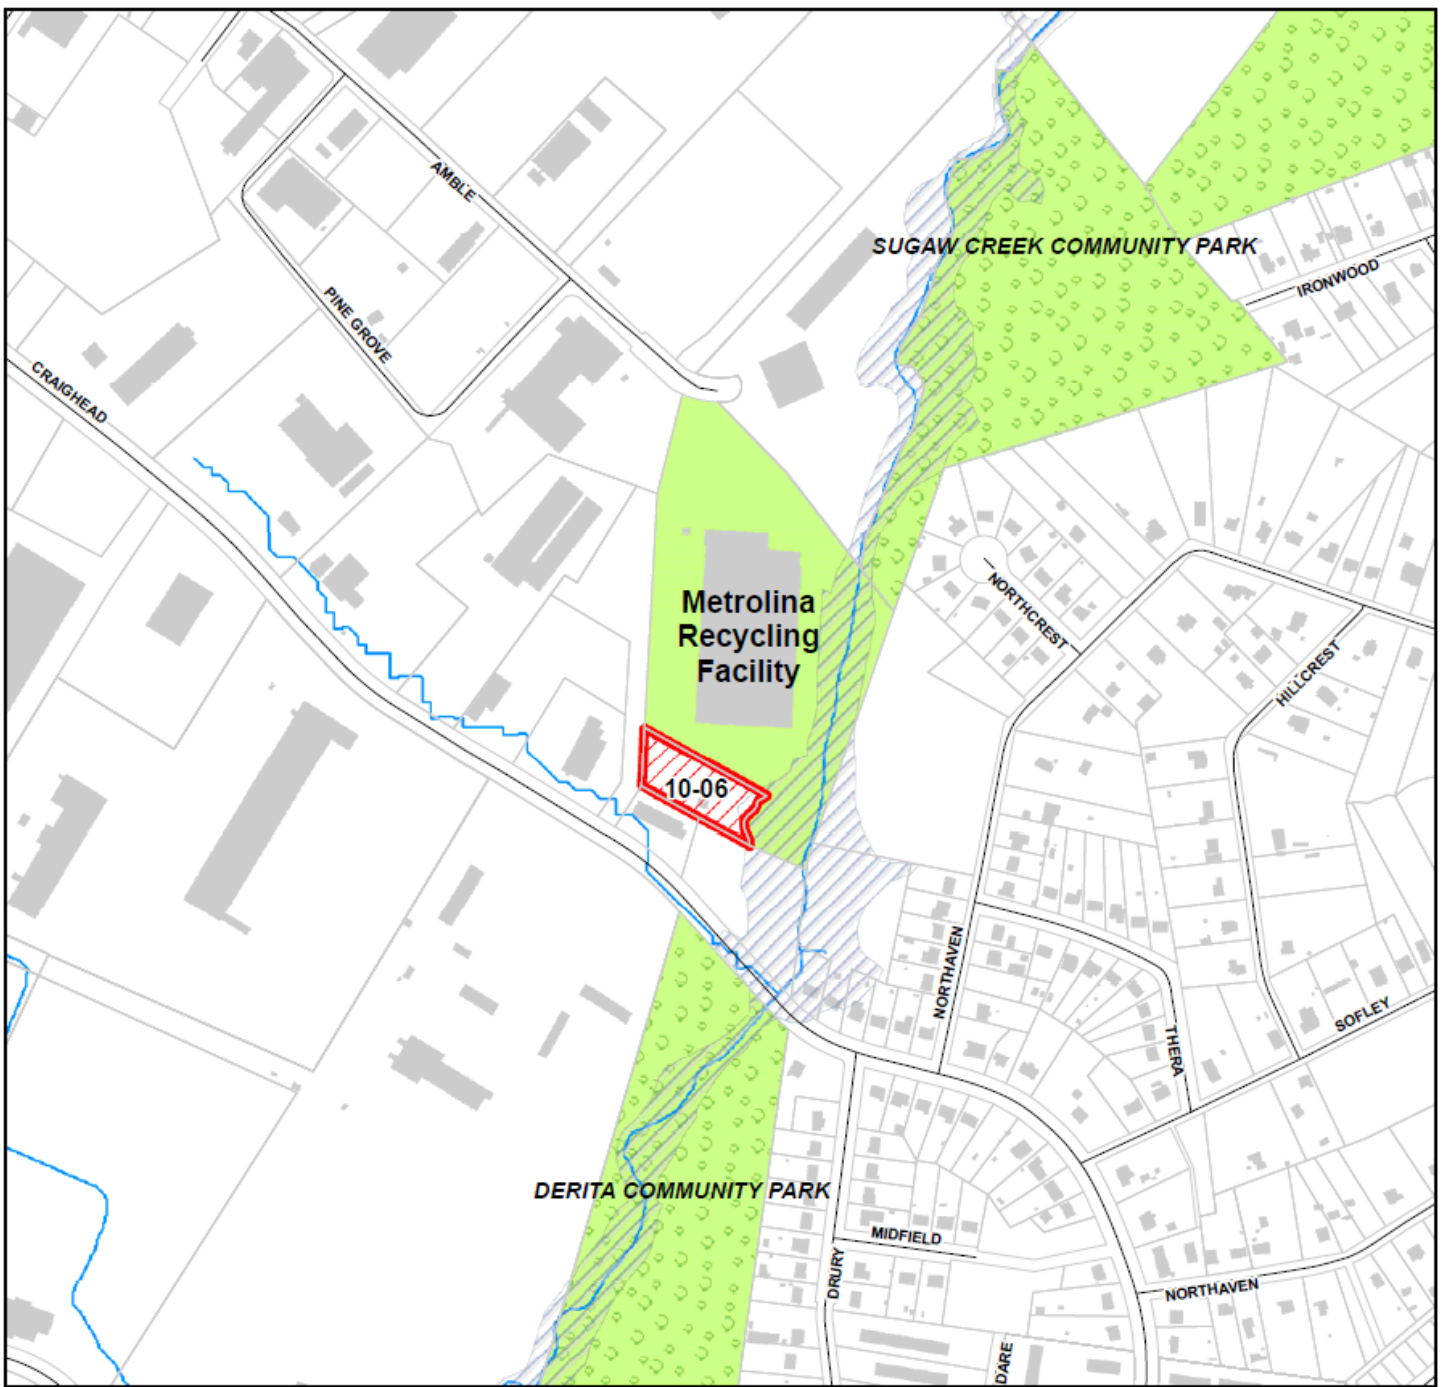 AMBLE
SUGAW CREEK COMMUNITY PARK
IRONWOOD
PINE GROVE
CRAIGHEAD
NORTHCREST
Metrolina
Recycling
Facility
HILLCREST
10-06
NORTHAVEN
SOFLEY
THERA
DERITA COMMUNITY PARK
MIDFIELD
DRURY
NORTHAVEN
DARE